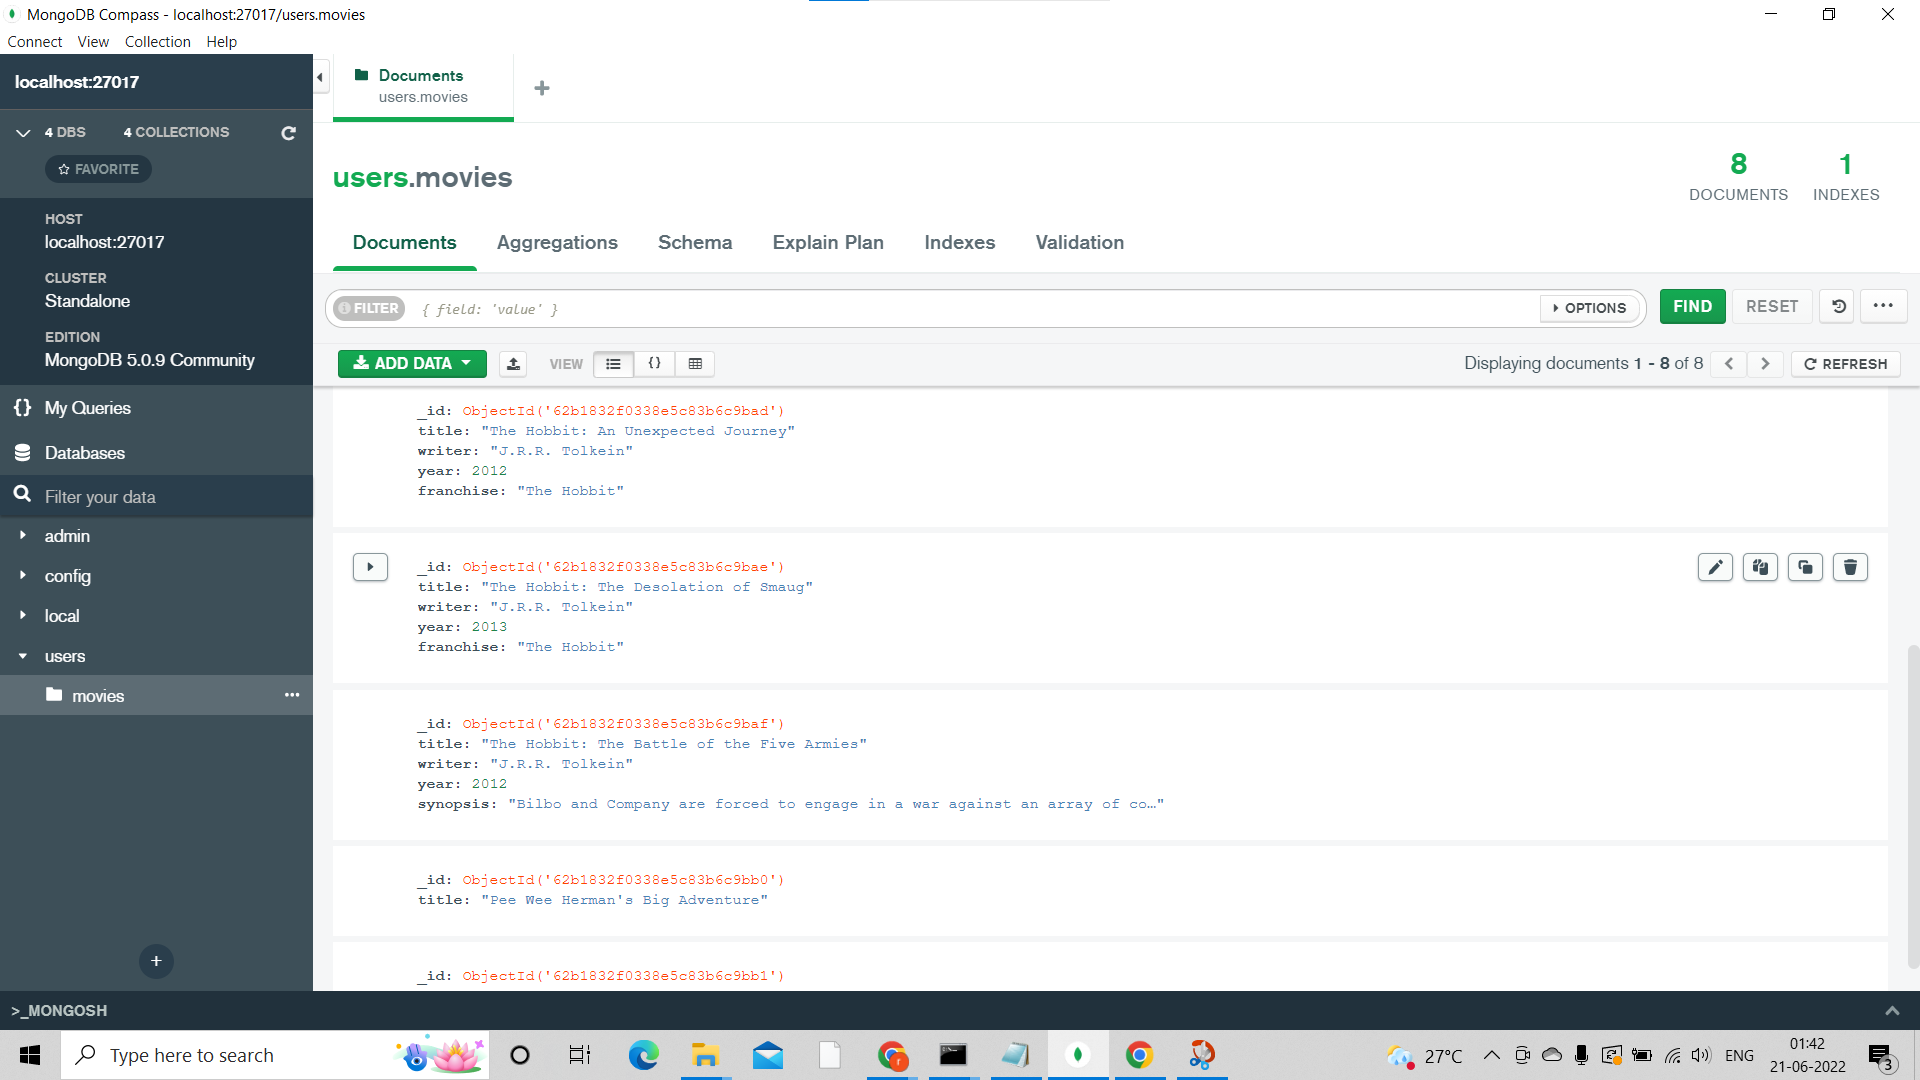 MongoDB Compass - localhost:27017/users.movies
Connect View Collection Help
localhost:27017
4 DBS 4 COLLECTIONS
FAVORITE
HOST
localhost:27017
CLUSTER
Standalone
EDITION
MongoDB 5.0.9 Community
{} My Queries
Databases
Filter your data
admin
config
local
users
movies
Documents
users.movies
users.movies
8
DOCUMENTS
1
INDEXES
Documents Aggregations Schema Explain Plan Indexes Validation
FILTER { field: 'value' } OPTIONS FIND RESET
ADD DATA VIEW {} Displaying documents 1 - 8 of 8 REFRESH
_id: ObjectId('62b1832f0338e5c83b6c9bad')
title: "The Hobbit: An Unexpected Journey"
writer: "J.R.R. Tolkein"
year: 2012
franchise: "The Hobbit"
_id: ObjectId('62b1832f0338e5c83b6c9bae')
title: "The Hobbit: The Desolation of Smaug"
writer: "J.R.R. Tolkein"
year: 2013
franchise: "The Hobbit"
_id: ObjectId('62b1832f0338e5c83b6c9baf')
title: "The Hobbit: The Battle of the Five Armies"
writer: "J.R.R. Tolkein"
year: 2012
synopsis: "Bilbo and Company are forced to engage in a war against an array of co…"
_id: ObjectId('62b1832f0338e5c83b6c9bb0')
title: "Pee Wee Herman's Big Adventure"
_id: ObjectId('62b1832f0338e5c83b6c9bb1')
>_MONGOSH
Type here to search
r
27°C
ENG
01:42
21-06-2022
3